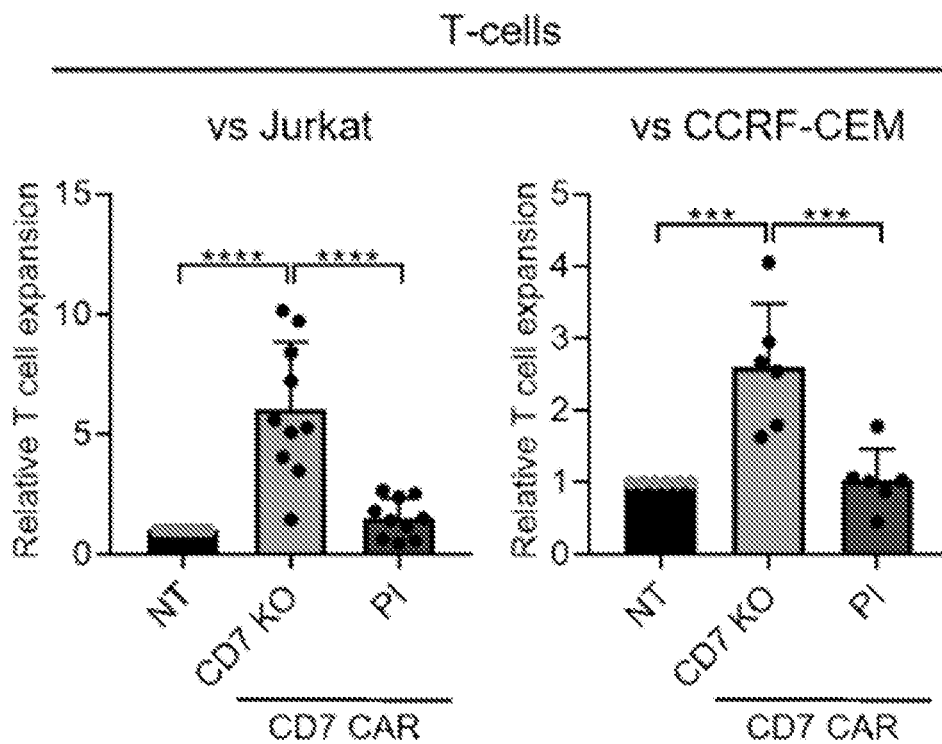 T-cells
vs Jurkat
Relative T cell expansion
15
10
5
0
****
****
NT
CD7 KO
PI
CD7 CAR
vs CCRF-CEM
Relative T cell expansion
5
4
3
2
1
0
***
***
NT
CD7 KO
PI
CD7 CAR